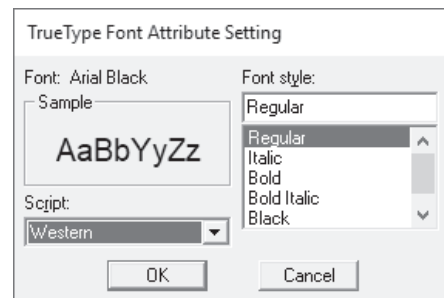 TrueType Font Attribute Setting
Font: Arial Black
Sample
AaBbYyZz
Script:
Western
Font style:
Regular
Regular
Italic
Bold
Bold Italic
Black
OK
Cancel